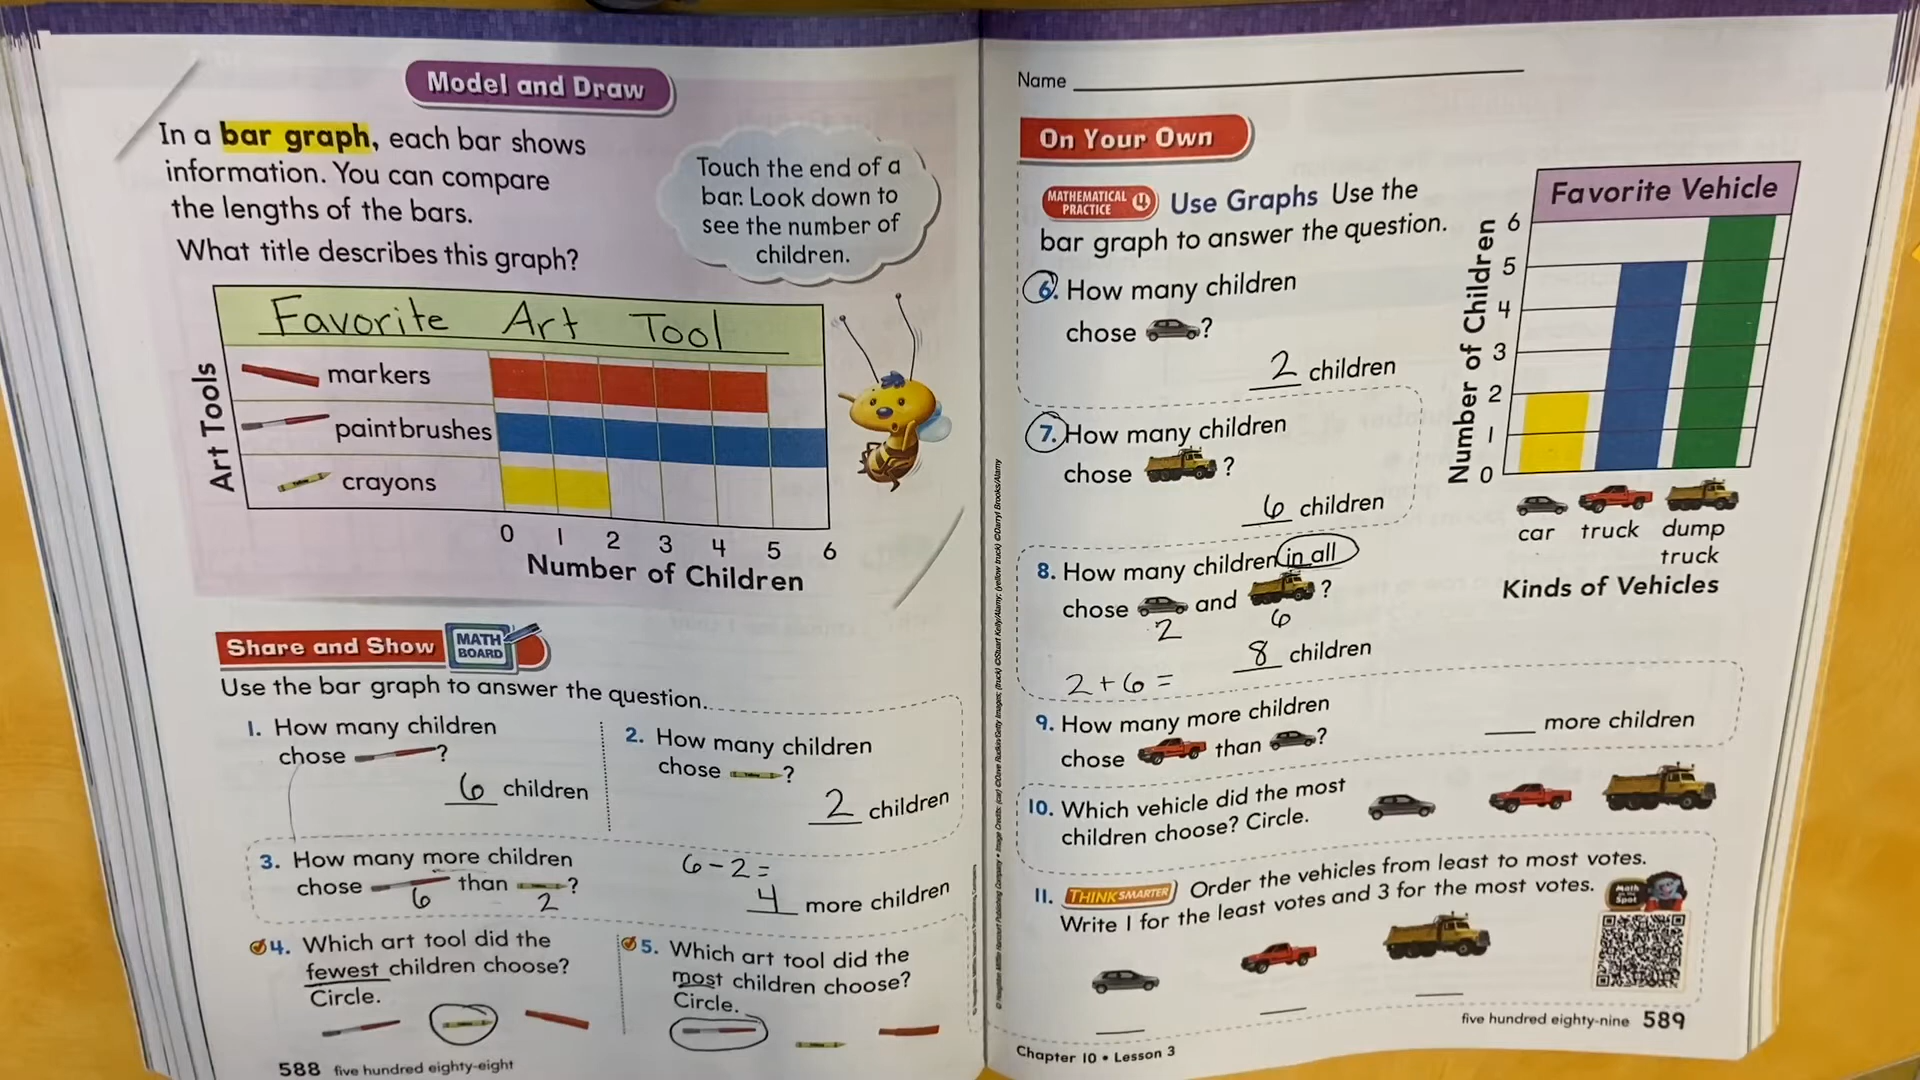 Model and Draw
In a bar graph, each bar shows
information. You can compare
the lengths of the bars.
What title describes this graph?
Touch the end of a
bar. Look down to
see the number of
children.
Favorite Art Tool
Art Tools
markers
paintbrushes
crayons
0 1 2 3 4 5 6
Number of Children
Share and Show
MATH
BOARD
Use the bar graph to answer the question.
1. How many children
chose ?
6 children
2. How many children
chose ?
2 children
3. How many more children
chose than ?
6 2
6 - 2 =
4 more children
4. Which art tool did the
fewest children choose?
Circle.
5. Which art tool did the
most children choose?
Circle.
588 five hundred eighty-eight
Name
On Your Own
MATHEMATICAL
PRACTICE 4
Use Graphs Use the
bar graph to answer the question.
6. How many children
chose ?
2 children
7. How many children
chose ?
6 children
8. How many children in all
chose and ?
2 6
8 children
2 + 6 =
9. How many more children
chose than ?
more children
10. Which vehicle did the most
children choose? Circle.
11. THINK SMARTER Order the vehicles from least to most votes.
Write 1 for the least votes and 3 for the most votes.
Math
on the
Spot
Favorite Vehicle
Number of Children
6
5
4
3
2
1
0
car truck dump
truck
Kinds of Vehicles
Chapter 10 • Lesson 3
five hundred eighty-nine 589